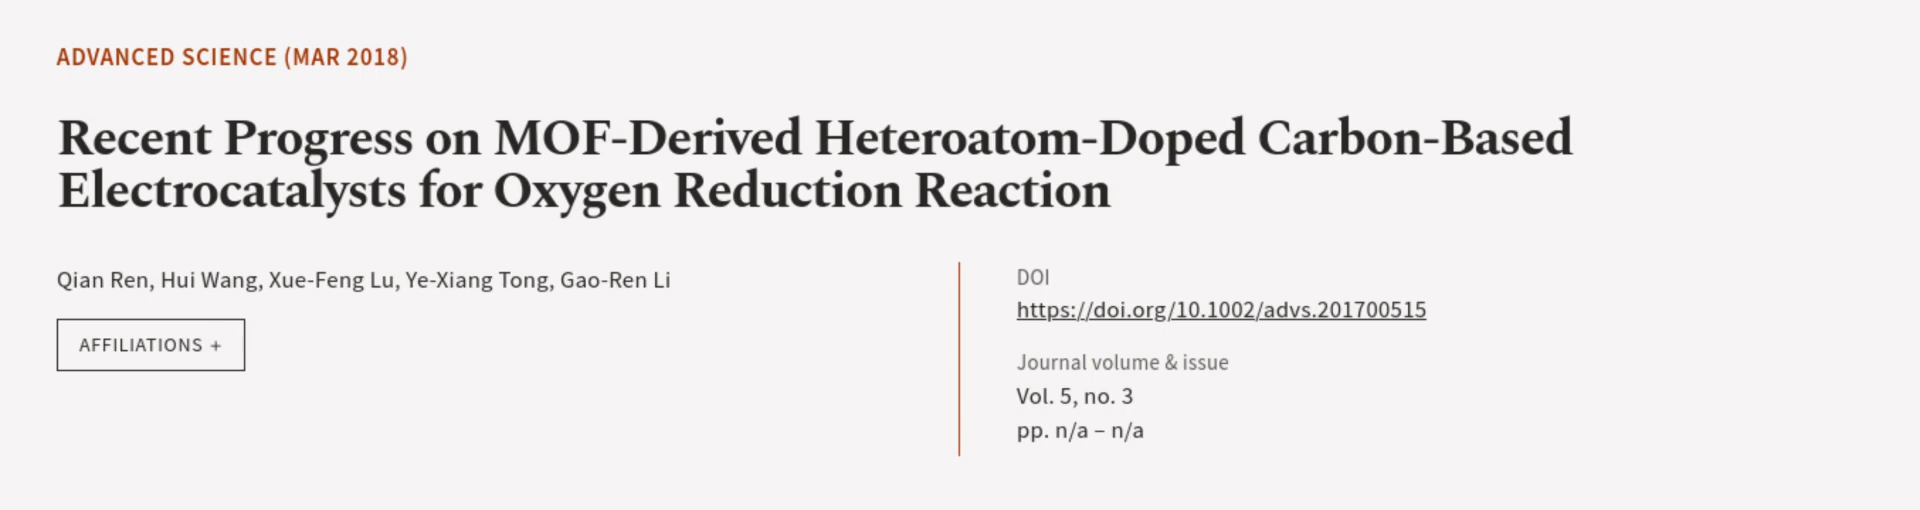 ADVANCED SCIENCE (MAR 2018)
Recent Progress on MOF-Derived Heteroatom-Doped Carbon-Based
Electrocatalysts for Oxygen Reduction Reaction
Qian Ren, Hui Wang, Xue-Feng Lu, Ye-Xiang Tong, Gao-Ren Li
AFFILIATIONS +
DOI
https://doi.org/10.1002/advs.201700515
Journal volume & issue
Vol. 5, no. 3
pp. n/a – n/a